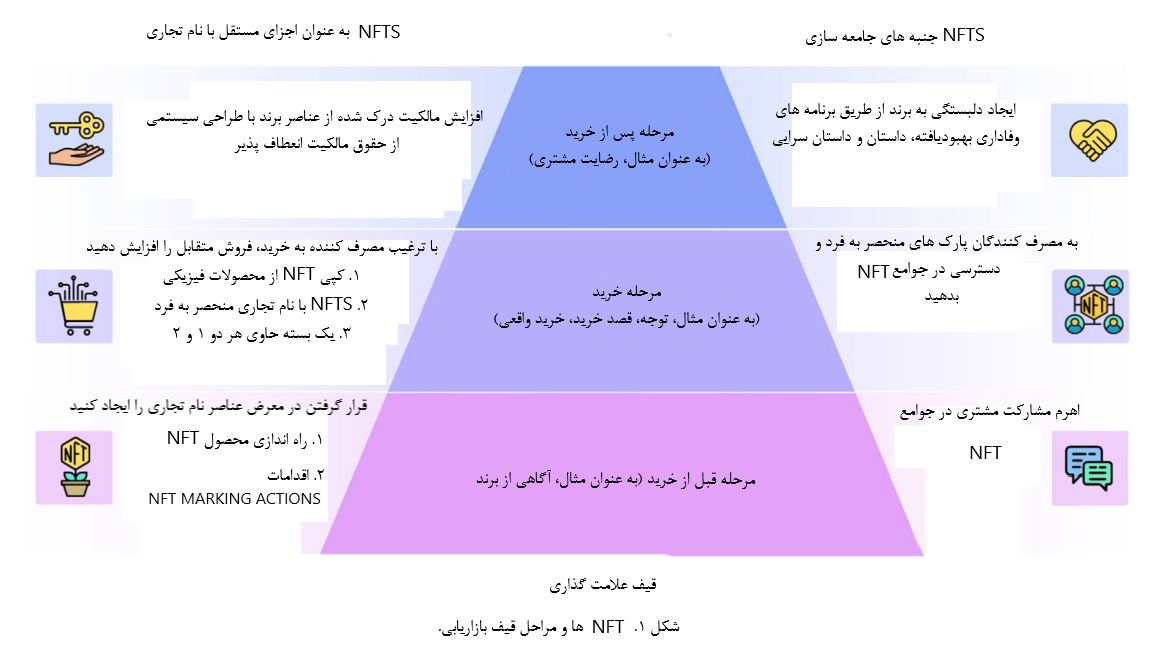 NFTS جنبه های جامعه سازی
NFTS به عنوان اجزای مستقل با نام تجاری
ایجاد دلبستگی به برند از طریق برنامه های
وفاداری بهبودیافته، داستان و داستان سرایی
مرحله پس از خرید
(به عنوان مثال، رضایت مشتری)
افزایش مالکیت درک شده از عناصر برند با طراحی سیستمی
از حقوق مالکیت انعطاف پذیر
به مصرف کنندگان پارک های منحصر به فرد و
دسترسی در جوامع NFT
بدهید
مرحله خرید
(به عنوان مثال، توجه، قصد خرید، خرید واقعی)
با ترغیب مصرف کننده به خرید، فروش متقابل را افزایش دهید
۱. کپی NFT از محصولات فیزیکی
۲. NFTS با نام تجاری منحصر به فرد
۳. یک بسته حاوی هر دو ۱ و ۲
اهرم مشارکت مشتری در جوامع
NFT
مرحله قبل از خرید (به عنوان مثال، آگاهی از برند
قرار گرفتن در معرض عناصر نام تجاری را ایجاد کنید
۱. راه اندازی محصول NFT
۲. اقدامات
NFT MARKING ACTIONS
NFT
NFT
قیف علامت گذاری
شکل ۱. NFT ها و مراحل قیف بازاریابی.